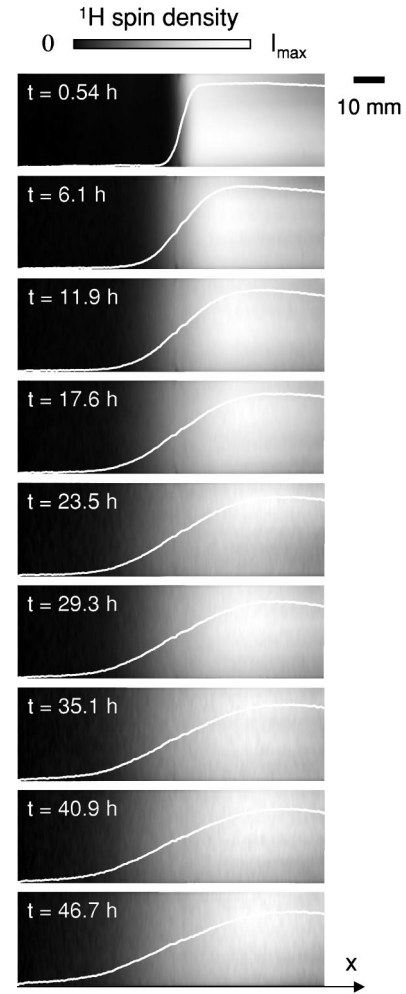 ¹H spin density
0
Iₘₐₓ
10 mm
t = 0.54 h
t = 6.1 h
t = 11.9 h
t = 17.6 h
t = 23.5 h
t = 29.3 h
t = 35.1 h
t = 40.9 h
t = 46.7 h
x